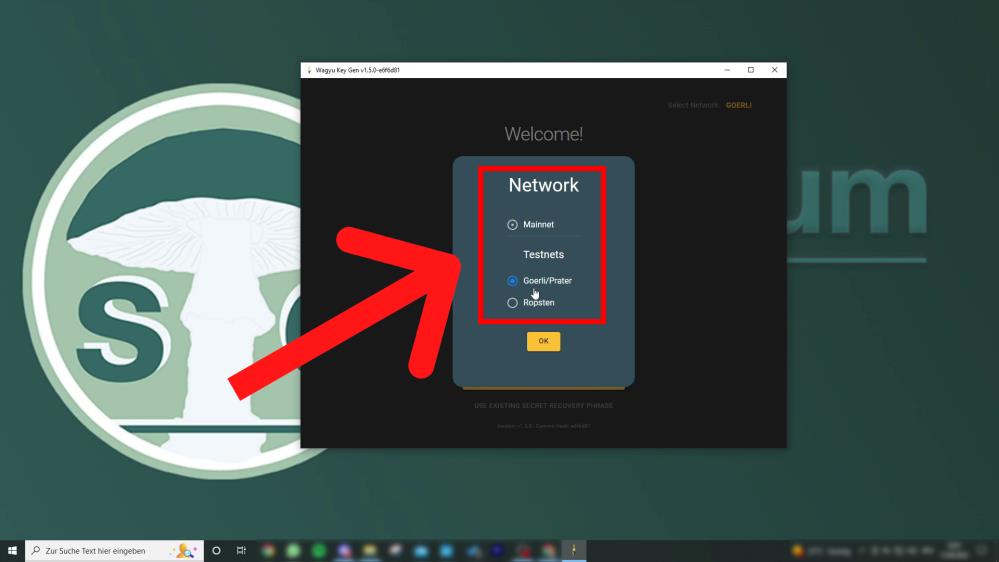 Wagyu Key Gen v1.5.0-e6f6d81
Select Network: GOERLI
Welcome!
Network
Mainnet
Testnets
Goerli/Prater
Ropsten
OK
USE EXISTING SECRET RECOVERY PHRASE
Version: v1.5.0 - Commit Hash: e6f6d81
um
S
Zur Suche Text hier eingeben